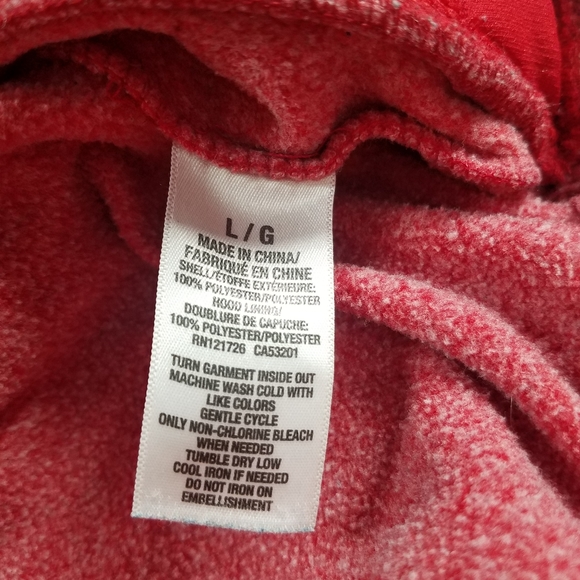 L/G
MADE IN CHINA/
FABRIQUÉ EN CHINE
SHELL/ÉTOFFE EXTÉRIEURE:
100% POLYESTER/POLYESTER
HOOD LINING/
DOUBLURE DE CAPUCHE:
100% POLYESTER/POLYESTER
RN121726 CA53201
TURN GARMENT INSIDE OUT
MACHINE WASH COLD WITH
LIKE COLORS
GENTLE CYCLE
ONLY NON-CHLORINE BLEACH
WHEN NEEDED
TUMBLE DRY LOW
COOL IRON IF NEEDED
DO NOT IRON ON
EMBELLISHMENT